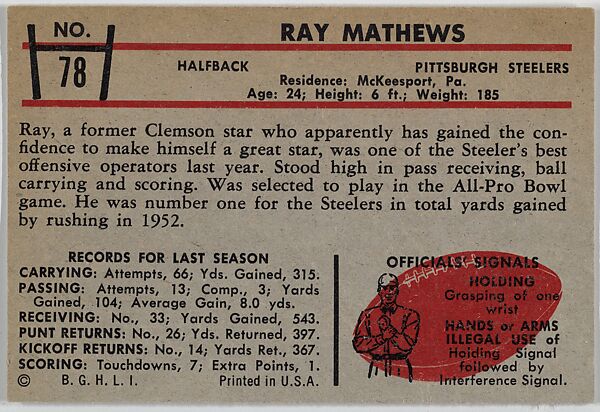 NO.
78
RAY MATHEWS
HALFBACK PITTSBURGH STEELERS
Residence: McKeesport, Pa.
Age: 24; Height: 6 ft.; Weight: 185
Ray, a former Clemson star who apparently has gained the con-
fidence to make himself a great star, was one of the Steeler's best
offensive operators last year. Stood high in pass receiving, ball
carrying and scoring. Was selected to play in the All-Pro Bowl
game. He was number one for the Steelers in total yards gained
by rushing in 1952.
RECORDS FOR LAST SEASON
CARRYING: Attempts, 66; Yds. Gained, 315.
PASSING: Attempts, 13; Comp., 3; Yards
Gained, 104; Average Gain, 8.0 yds.
RECEIVING: No., 33; Yards Gained, 543.
PUNT RETURNS: No., 26; Yds. Returned, 397.
KICKOFF RETURNS: No., 14; Yards Ret., 367.
SCORING: Touchdowns, 7; Extra Points, 1.
© B. G. H. L. I. Printed in U.S.A.
OFFICIALS' SIGNALS
HOLDING
Grasping of one
wrist
HANDS or ARMS
ILLEGAL USE of
Holding Signal
followed by
Interference Signal.